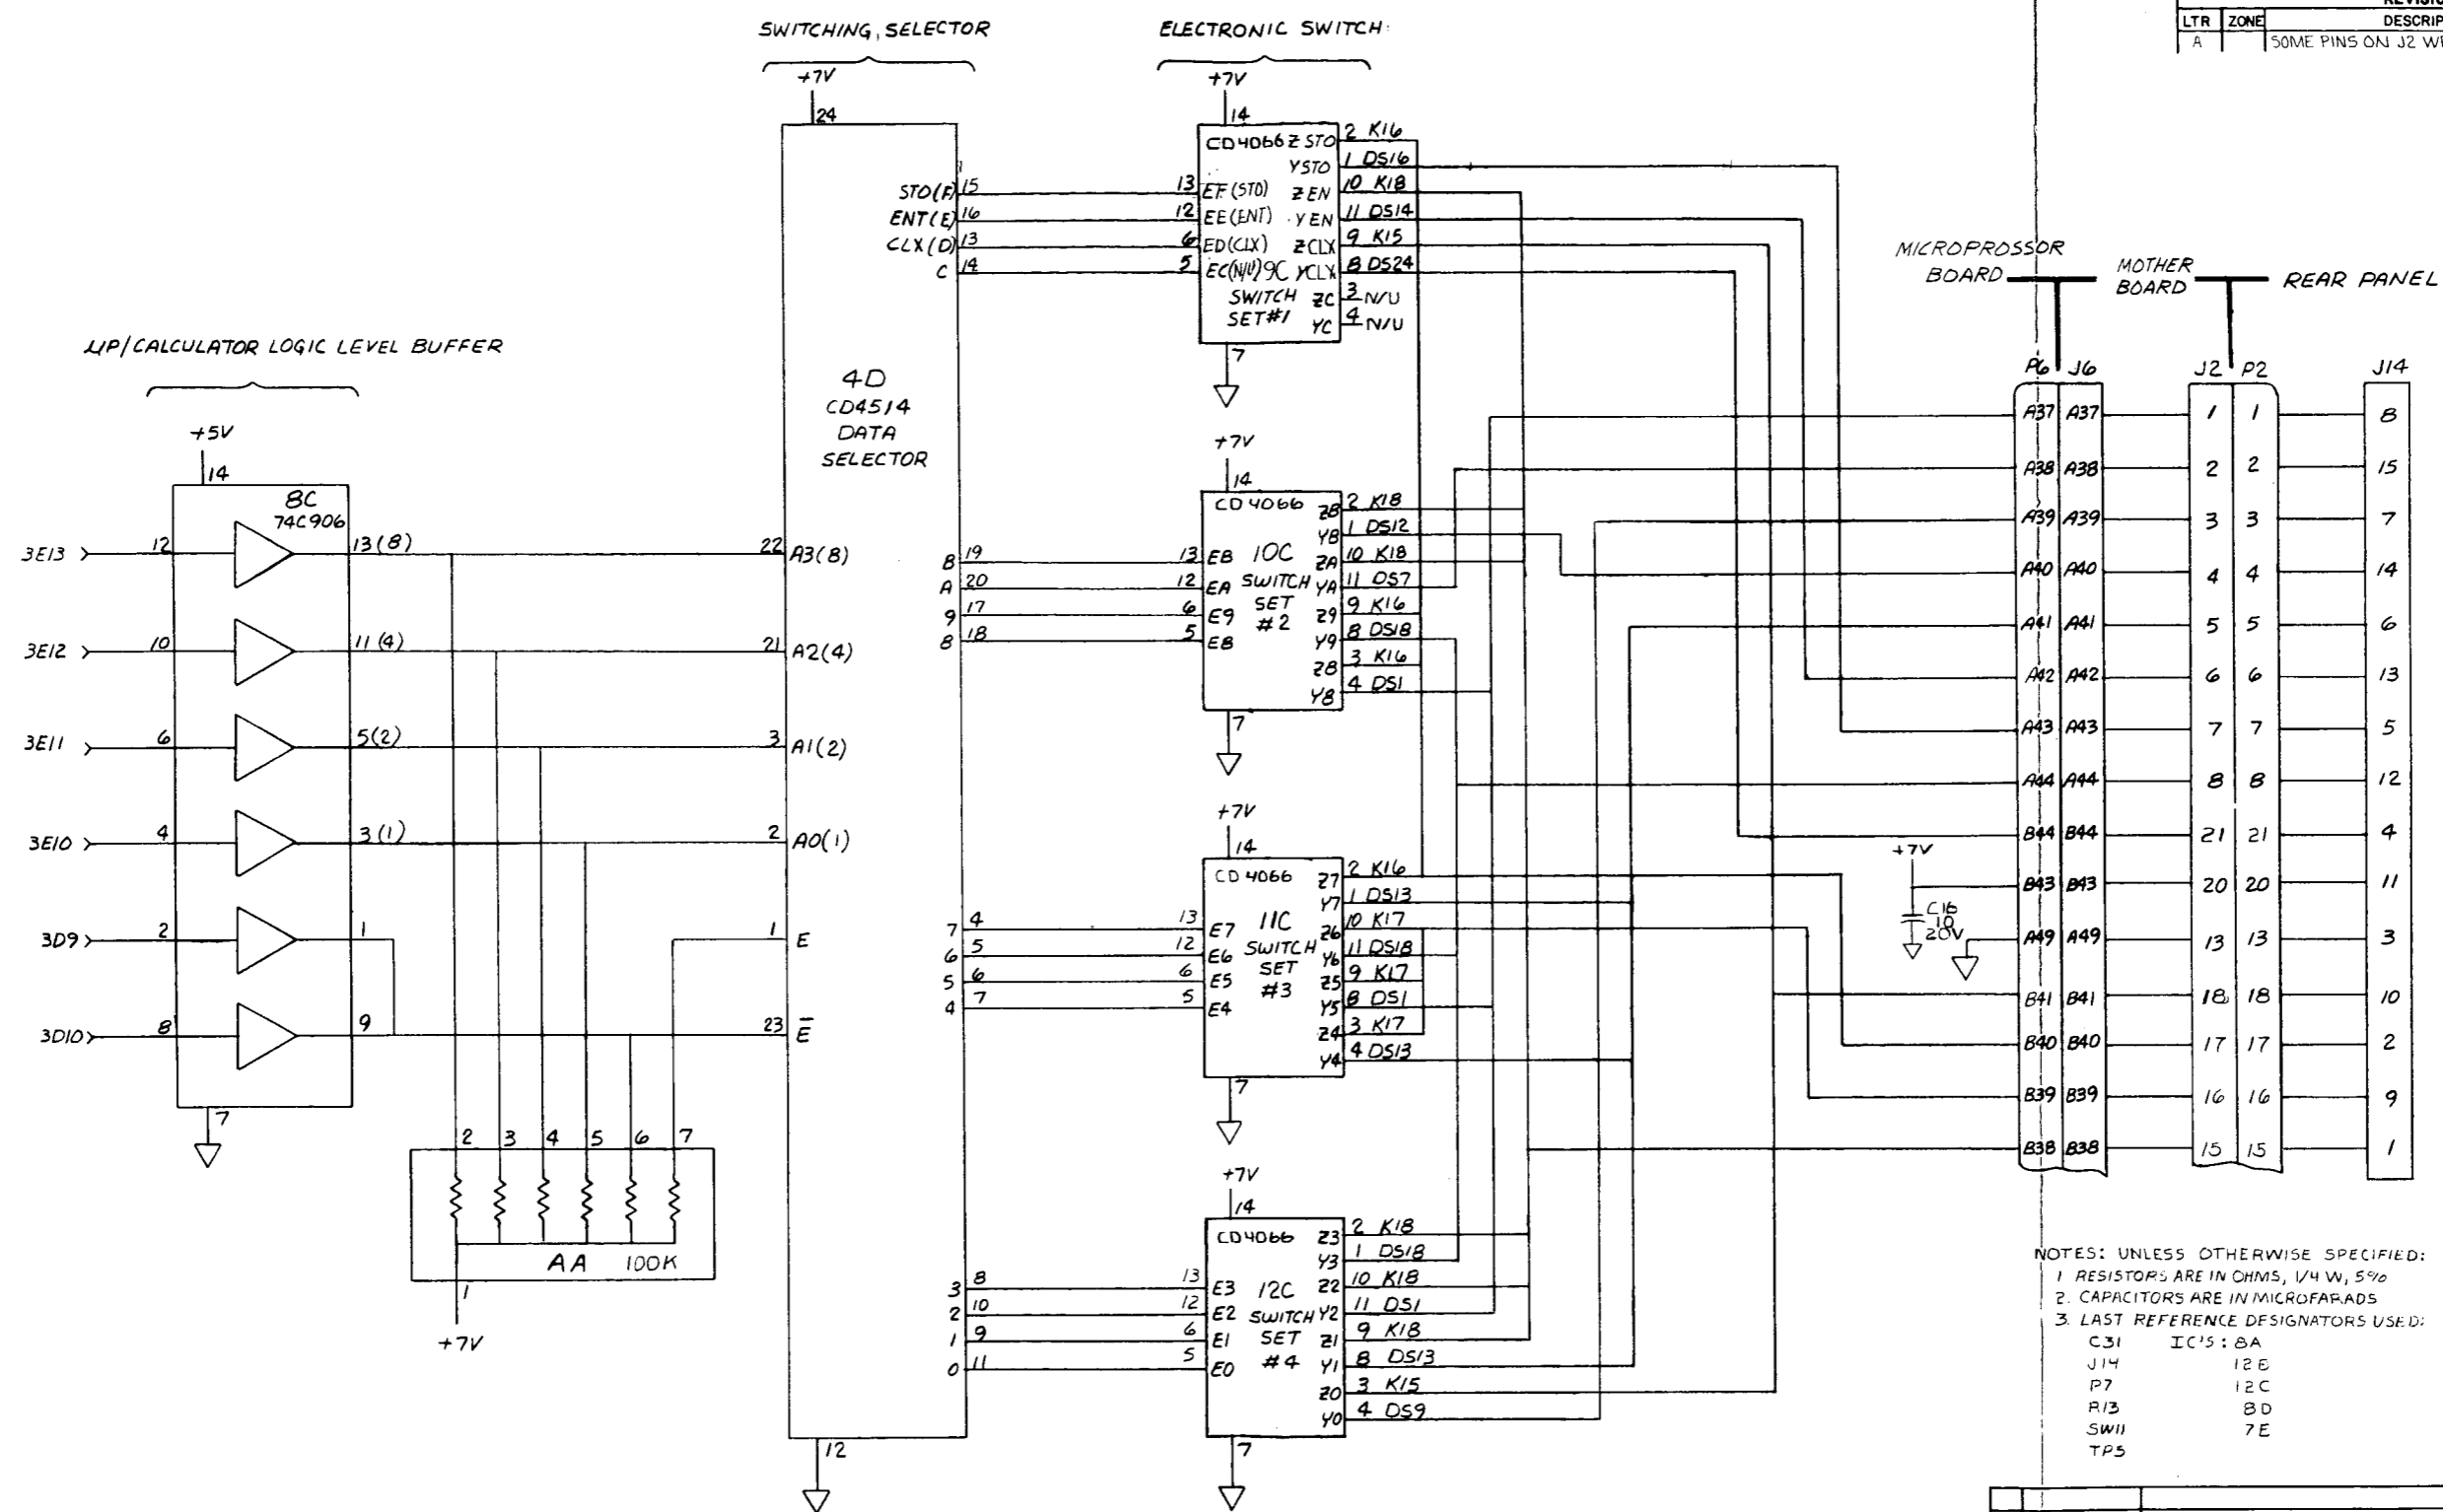 SWITCHING, SELECTOR
ELECTRONIC SWITCH
LTR ZONE DESCRIP
A SOME PINS ON J2 W
µP/CALCULATOR LOGIC LEVEL BUFFER
+5V
14
8C
74C906
3E13 12 13(8)
3E12 10 11(4)
3E11 6 5(2)
3E10 4 3(1)
3D9 2 1
3D10 8 9
7
2 3 4 5 6 7
AA 100K
1
+7V
+7V
24
4D
CD4514
DATA
SELECTOR
22 A3(8)
21 A2(4)
3 A1(2)
2 A0(1)
1 E
23 E̅
STO(F) 15
ENT(E) 16
CLX(D) 13
C 14
B 19
A 20
9 17
8 18
7 4
6 5
5 6
4 7
3 8
2 10
1 9
0 11
12
+7V
14
CD4066 Z STO 2 K16
YSTO 1 DS16
13 EF(STO) ZEN 10 K18
12 EE(ENT) YEN 11 DS14
6 ED(CLX) ZCLX 9 K15
5 EC(N/U) 9C YCLX 8 DS24
SWITCH ZC 3 N/U
SET#1 YC 4 N/U
7
+7V
14
CD 4066 ZB 2 K18
YB 1 DS12
13 EB 10C ZA 10 K18
12 EA SWITCH YA 11 DS7
6 E9 SET Z9 9 K16
5 E8 #2 Y9 8 DS18
Z8 3 K16
Y8 4 DS1
7
+7V
14
CD 4066 Z7 2 K16
Y7 1 DS13
13 E7 11C Z6 10 K17
12 E6 SWITCH Y6 11 DS18
6 E5 SET Z5 9 K17
5 E4 #3 Y5 8 DS1
Z4 3 K17
Y4 4 DS13
7
+7V
14
CD4066 Z3 2 K18
Y3 1 DS18
13 E3 12C Z2 10 K18
12 E2 SWITCH Y2 11 DS1
6 E1 SET Z1 9 K18
5 E0 #4 Y1 8 DS13
Z0 3 K15
Y0 4 DS9
7
MICROPROSSOR
BOARD
MOTHER
BOARD
REAR PANEL
P6 J6 J2 P2 J14
A37 A37 1 1 8
A38 A38 2 2 15
A39 A39 3 3 7
A40 A40 4 4 14
A41 A41 5 5 6
A42 A42 6 6 13
A43 A43 7 7 5
A44 A44 8 8 12
B44 B44 21 21 4
+7V
B43 B43 20 20 11
C16
10
20V
A49 A49 13 13 3
B41 B41 18 18 10
B40 B40 17 17 2
B39 B39 16 16 9
B38 B38 15 15 1
NOTES: UNLESS OTHERWISE SPECIFIED:
1 RESISTORS ARE IN OHMS, 1/4 W, 5%
2. CAPACITORS ARE IN MICROFARADS
3. LAST REFERENCE DESIGNATORS USED:
C31 IC'S: 8A
J14 12E
P7 12C
R13 8D
SW11 7E
TP5